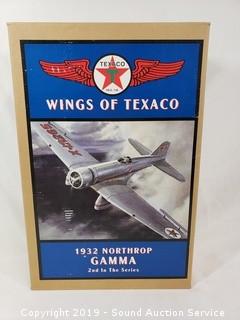 TEXACO
WINGS OF TEXACO
1932 NORTHROP
GAMMA
2nd In The Series
Copyright 2019 - Sound Auction Service